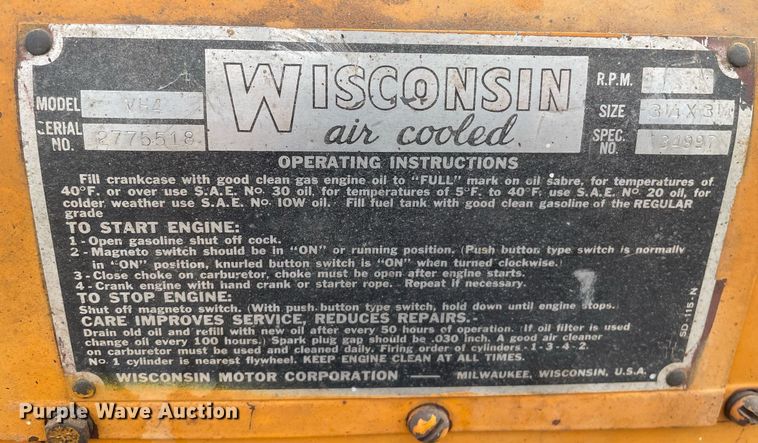 WISCONSIN
air cooled
MODEL VH4
SERIAL NO. 2775518
R.P.M.
SIZE 3¼ X 3¼
SPEC. NO.
OPERATING INSTRUCTIONS
Fill crankcase with good clean gas engine oil to "FULL" mark on oil sabre, for temperatures of
40°F. or over use S.A.E. No. 30 oil, for temperatures of 5°F. to 40°F. use S.A.E. No. 20 oil, for
colder weather use S.A.E. No. 10W oil. Fill fuel tank with good clean gasoline of the REGULAR
grade
TO START ENGINE:
1 - Open gasoline shut off cock.
2 - Magneto switch should be in "ON" or running position. (Push button type switch is normally
in "ON" position, knurled button switch is "ON" when turned clockwise.)
3 - Close choke on carburetor, choke must be open after engine starts.
4 - Crank engine with hand crank or starter rope. Repeat if necessary.
TO STOP ENGINE:
Shut off magneto switch. (With push button type switch, hold down until engine stops.)
CARE IMPROVES SERVICE, REDUCES REPAIRS.-
Drain old oil and refill with new oil after every 50 hours of operation. (If oil filter is used
change oil every 100 hours.) Spark plug gap should be .030 inch. A good air cleaner
on carburetor must be used and cleaned daily. Firing order of cylinders - 1-3-4-2.
No. 1 cylinder is nearest flywheel. KEEP ENGINE CLEAN AT ALL TIMES.
WISCONSIN MOTOR CORPORATION — MILWAUKEE, WISCONSIN, U.S.A.
SD-115-N
Purple Wave Auction